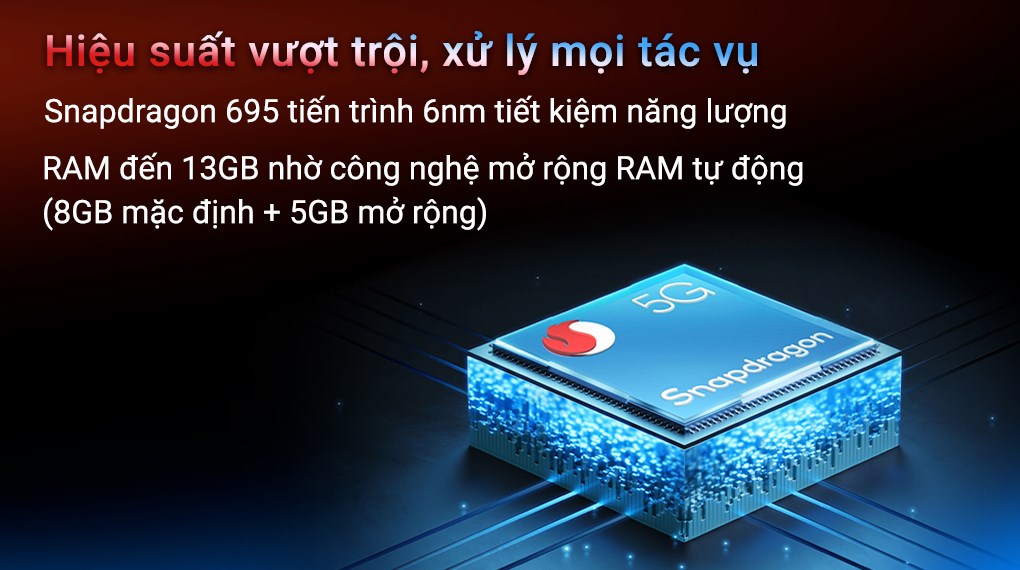 Hiệu suất vượt trội, xử lý mọi tác vụ
Snapdragon 695 tiến trình 6nm tiết kiệm năng lượng
RAM đến 13GB nhờ công nghệ mở rộng RAM tự động
(8GB mặc định + 5GB mở rộng)
5G
Snapdragon